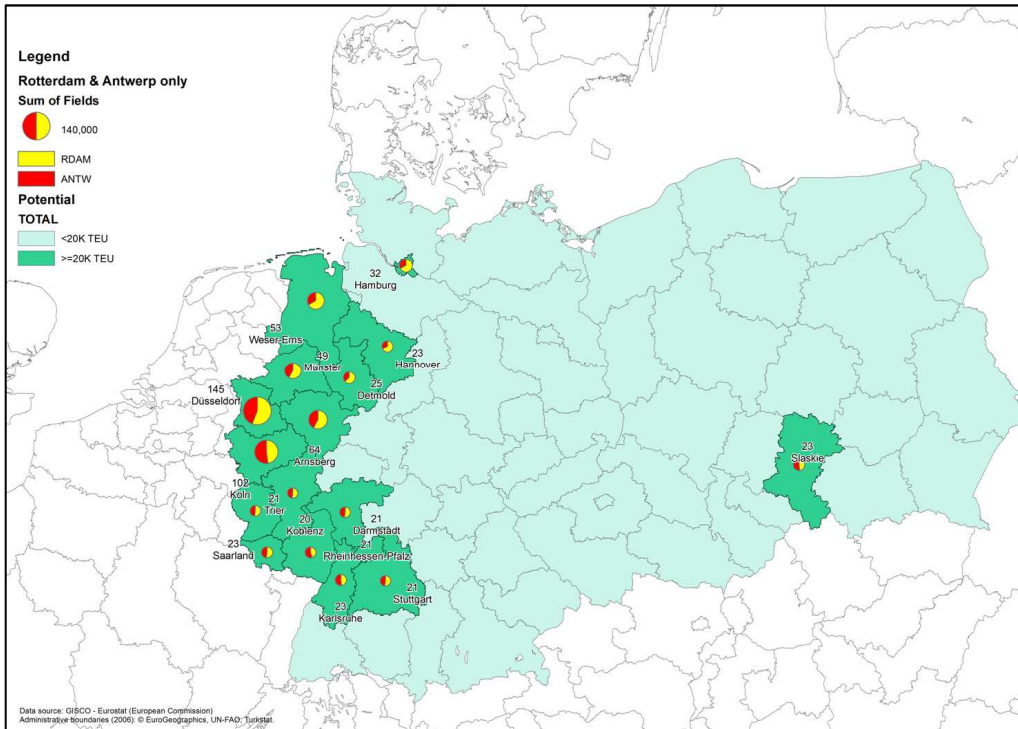 Legend
Rotterdam & Antwerp only
Sum of Fields
140,000
RDAM
ANTW
Potential
TOTAL
<20K TEU
>=20K TEU
32
Hamburg
53
Weser-Ems
49
Münster
23
Hannover
25
Detmold
145
Düsseldorf
64
Arnsberg
23
Slaskie
102
Köln
21
Trier
20
Koblenz
21
Darmstadt
23
Saarland
21
Rheinhessen-Pfalz
21
Stuttgart
23
Karlsruhe
Data source: GISCO - Eurostat (European Commission)
Administrative boundaries (2006): © EuroGeographics, UN-FAO, Turkstat.